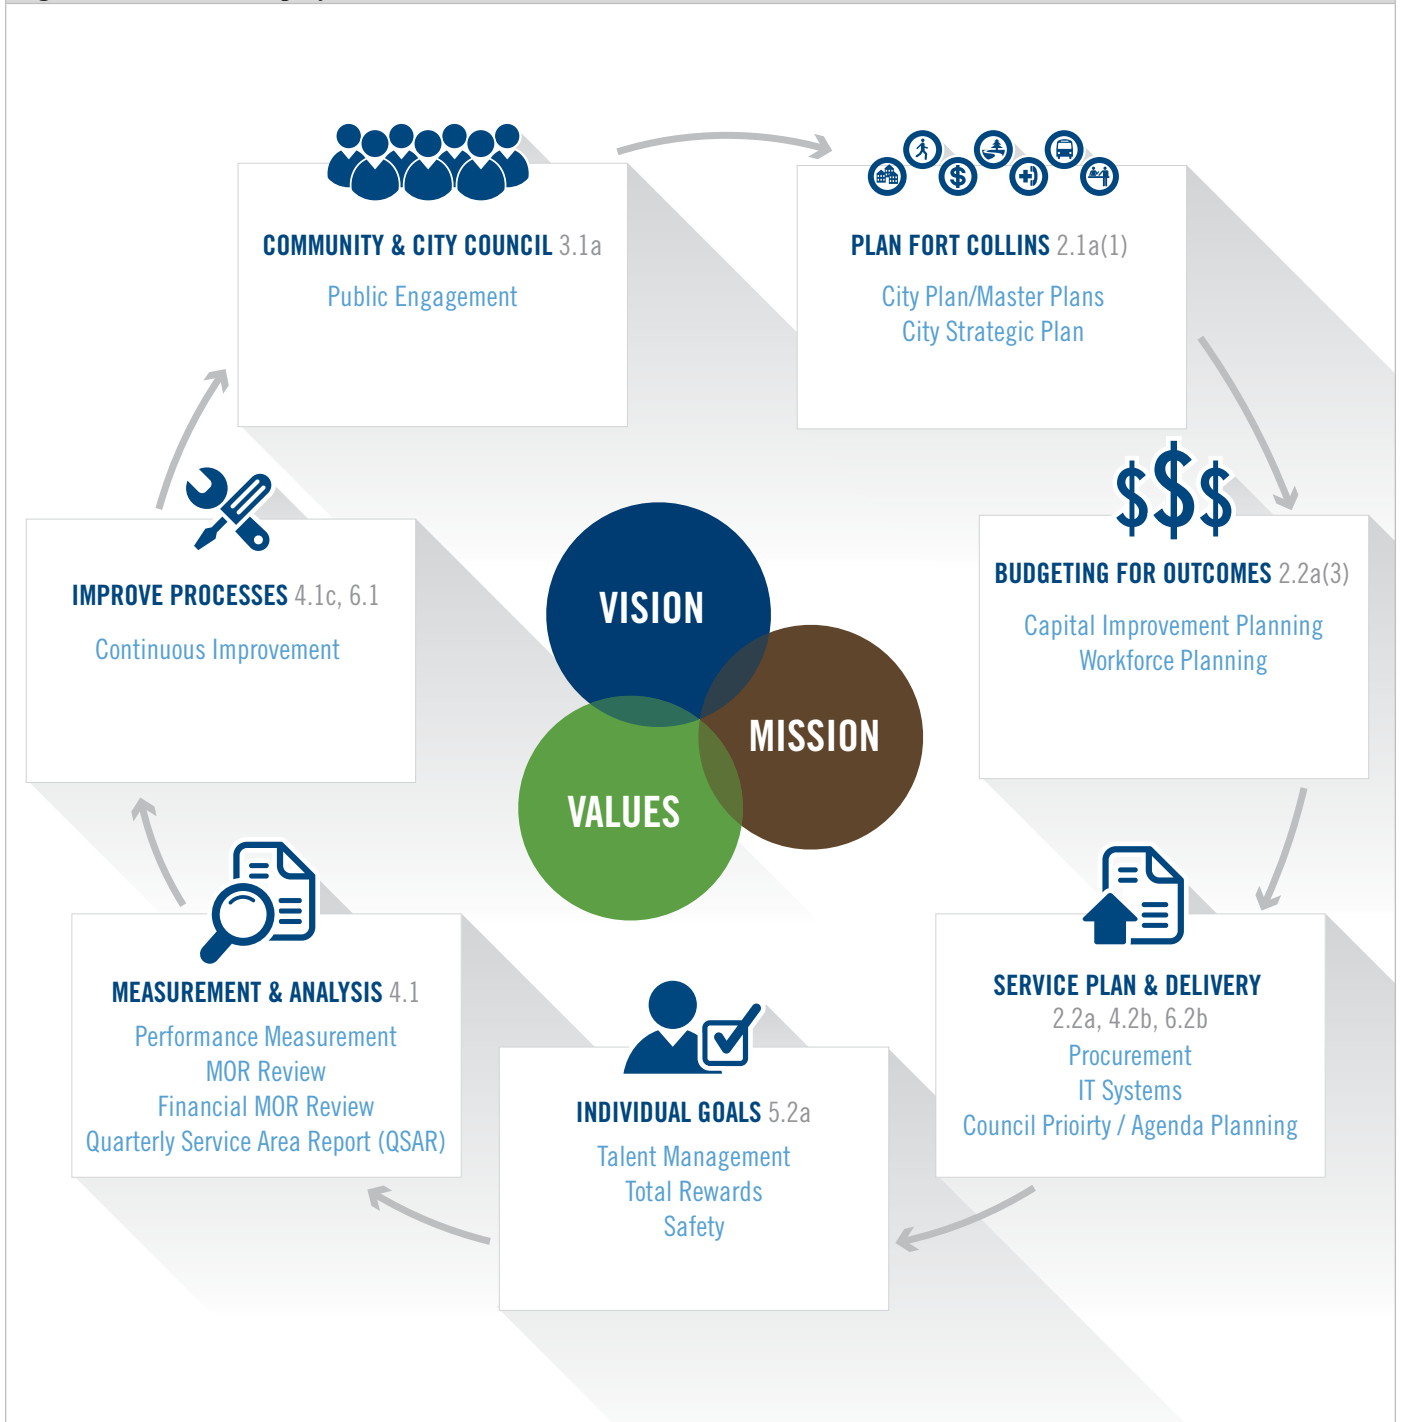 COMMUNITY & CITY COUNCIL 3.1a
Public Engagement
PLAN FORT COLLINS 2.1a(1)
City Plan/Master Plans
City Strategic Plan
BUDGETING FOR OUTCOMES 2.2a(3)
Capital Improvement Planning
Workforce Planning
SERVICE PLAN & DELIVERY
2.2a, 4.2b, 6.2b
Procurement
IT Systems
Council Prioirty / Agenda Planning
INDIVIDUAL GOALS 5.2a
Talent Management
Total Rewards
Safety
MEASUREMENT & ANALYSIS 4.1
Performance Measurement
MOR Review
Financial MOR Review
Quarterly Service Area Report (QSAR)
IMPROVE PROCESSES 4.1c, 6.1
Continuous Improvement
VISION
MISSION
VALUES